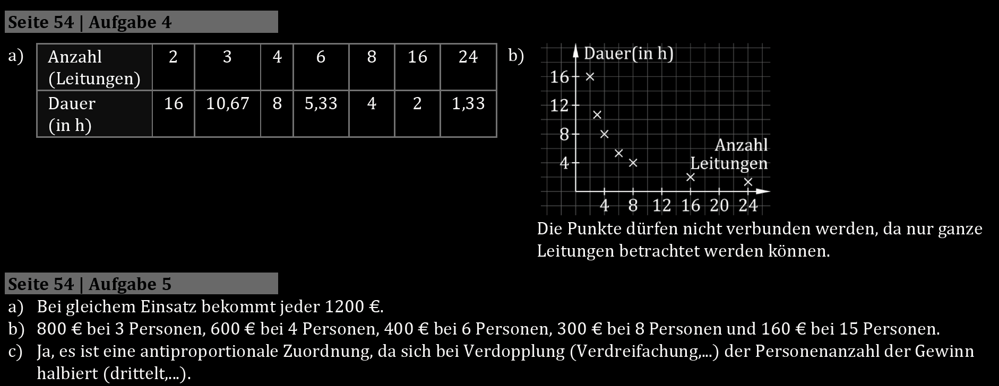 Seite 54 | Aufgabe 4
a)
Anzahl (Leitungen) 2 3 4 6 8 16 24
Dauer (in h) 16 10,67 8 5,33 4 2 1,33
b)
Dauer(in h)
16
12
8
4
Anzahl
Leitungen
4 8 12 16 20 24
Die Punkte dürfen nicht verbunden werden, da nur ganze
Leitungen betrachtet werden können.
Seite 54 | Aufgabe 5
a) Bei gleichem Einsatz bekommt jeder 1200 €.
b) 800 € bei 3 Personen, 600 € bei 4 Personen, 400 € bei 6 Personen, 300 € bei 8 Personen und 160 € bei 15 Personen.
c) Ja, es ist eine antiproportionale Zuordnung, da sich bei Verdopplung (Verdreifachung,...) der Personenanzahl der Gewinn
halbiert (drittelt,...).